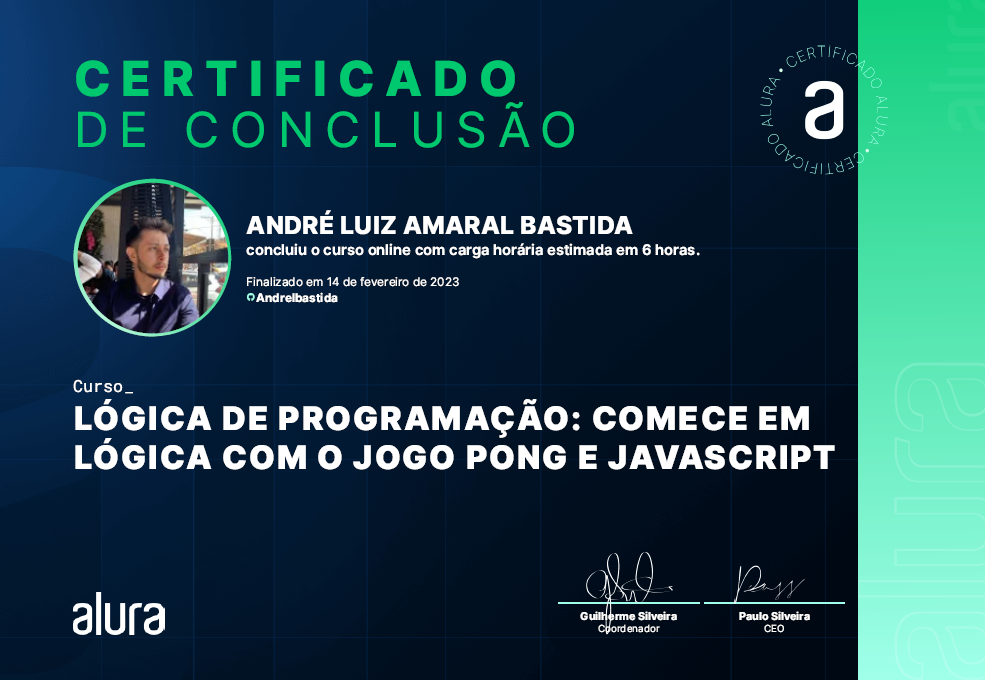 CERTIFICADO
DE CONCLUSÃO
CERTIFICADO ALURA • CERTIFICADO ALURA •
a
ANDRÉ LUIZ AMARAL BASTIDA
concluiu o curso online com carga horária estimada em 6 horas.
Finalizado em 14 de fevereiro de 2023
Andrelbastida
Curso_
LÓGICA DE PROGRAMAÇÃO: COMECE EM
LÓGICA COM O JOGO PONG E JAVASCRIPT
alura
Guilherme Silveira
Coordenador
Paulo Silveira
CEO
alura
alura